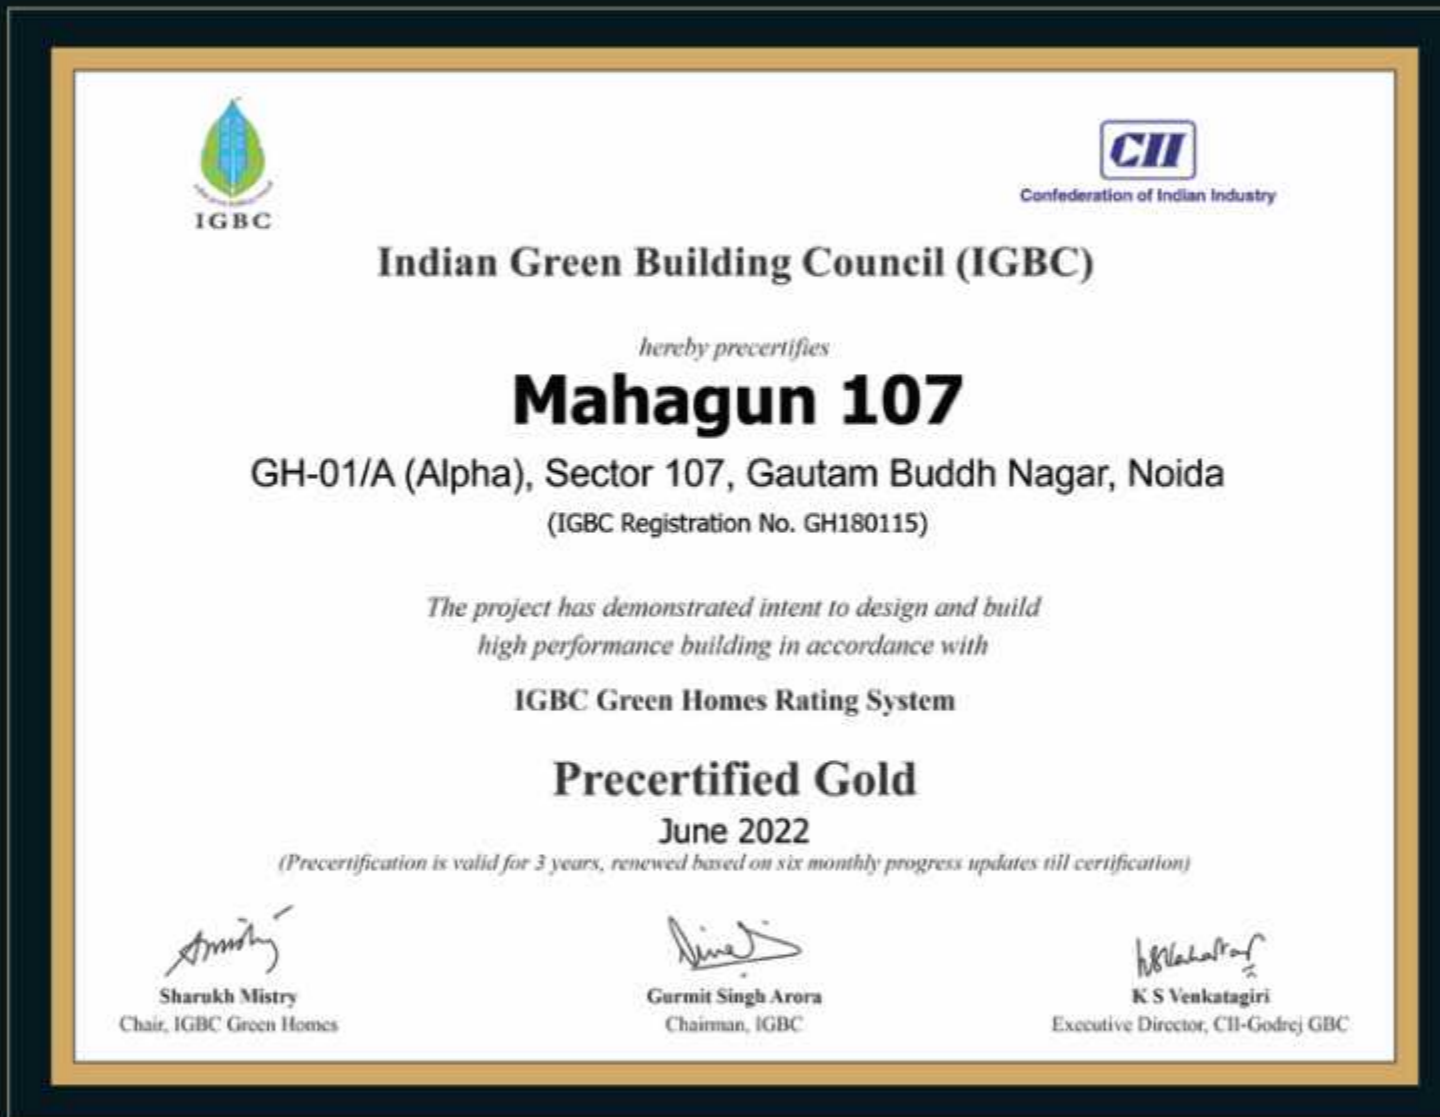 IGBC
CII
Confederation of Indian Industry
Indian Green Building Council (IGBC)
hereby precertifies
Mahagun 107
GH-01/A (Alpha), Sector 107, Gautam Buddh Nagar, Noida
(IGBC Registration No. GH180115)
The project has demonstrated intent to design and build
high performance building in accordance with
IGBC Green Homes Rating System
Precertified Gold
June 2022
(Precertification is valid for 3 years, renewed based on six monthly progress updates till certification)
Sharukh Mistry
Chair, IGBC Green Homes
Gurmit Singh Arora
Chairman, IGBC
K S Venkatagiri
Executive Director, CII-Godrej GBC